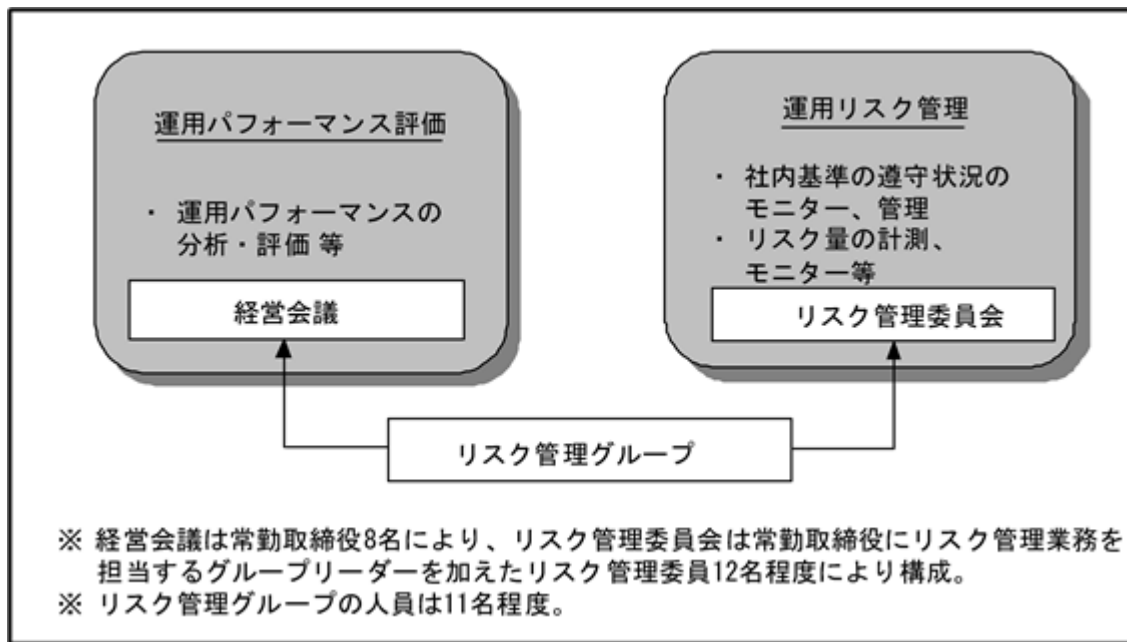 運用パフォーマンス評価
・ 運用パフォーマンスの
分析・評価 等
経営会議
運用リスク管理
・ 社内基準の遵守状況の
モニター、管理
・ リスク量の計測、
モニター等
リスク管理委員会
リスク管理グループ
※ 経営会議は常勤取締役8名により、リスク管理委員会は常勤取締役にリスク管理業務を
担当するグループリーダーを加えたリスク管理委員12名程度により構成。
※ リスク管理グループの人員は11名程度。